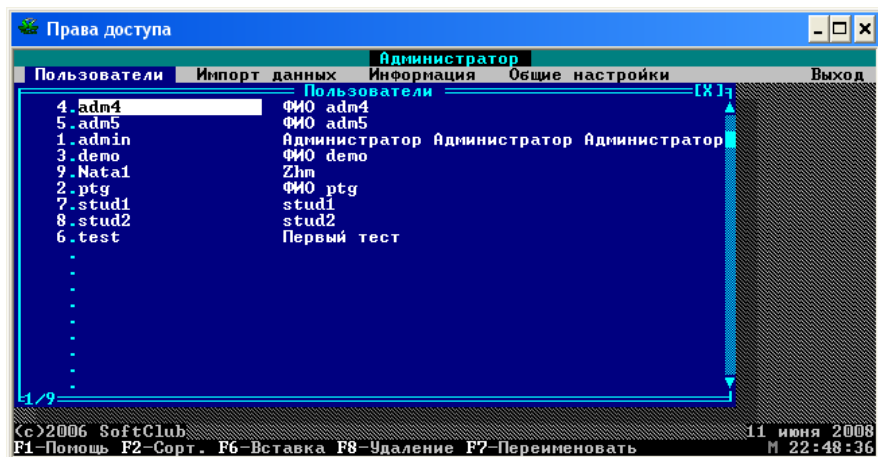 Права доступа
Администратор
Пользователи Импорт данных Информация Общие настройки Выход
Пользователи [X]
4.adm4 ФИО adm4
5.adm5 ФИО adm5
1.admin Администратор Администратор Администратор
3.demo ФИО demo
9.Nata1 Zhm
2.ptg ФИО ptg
7.stud1 stud1
8.stud2 stud2
6.test Первый тест
1/9
(c)2006 SoftClub 11 июня 2008
F1-Помощь F2-Сорт. F6-Вставка F8-Удаление F7-Переименовать М 22:48:36